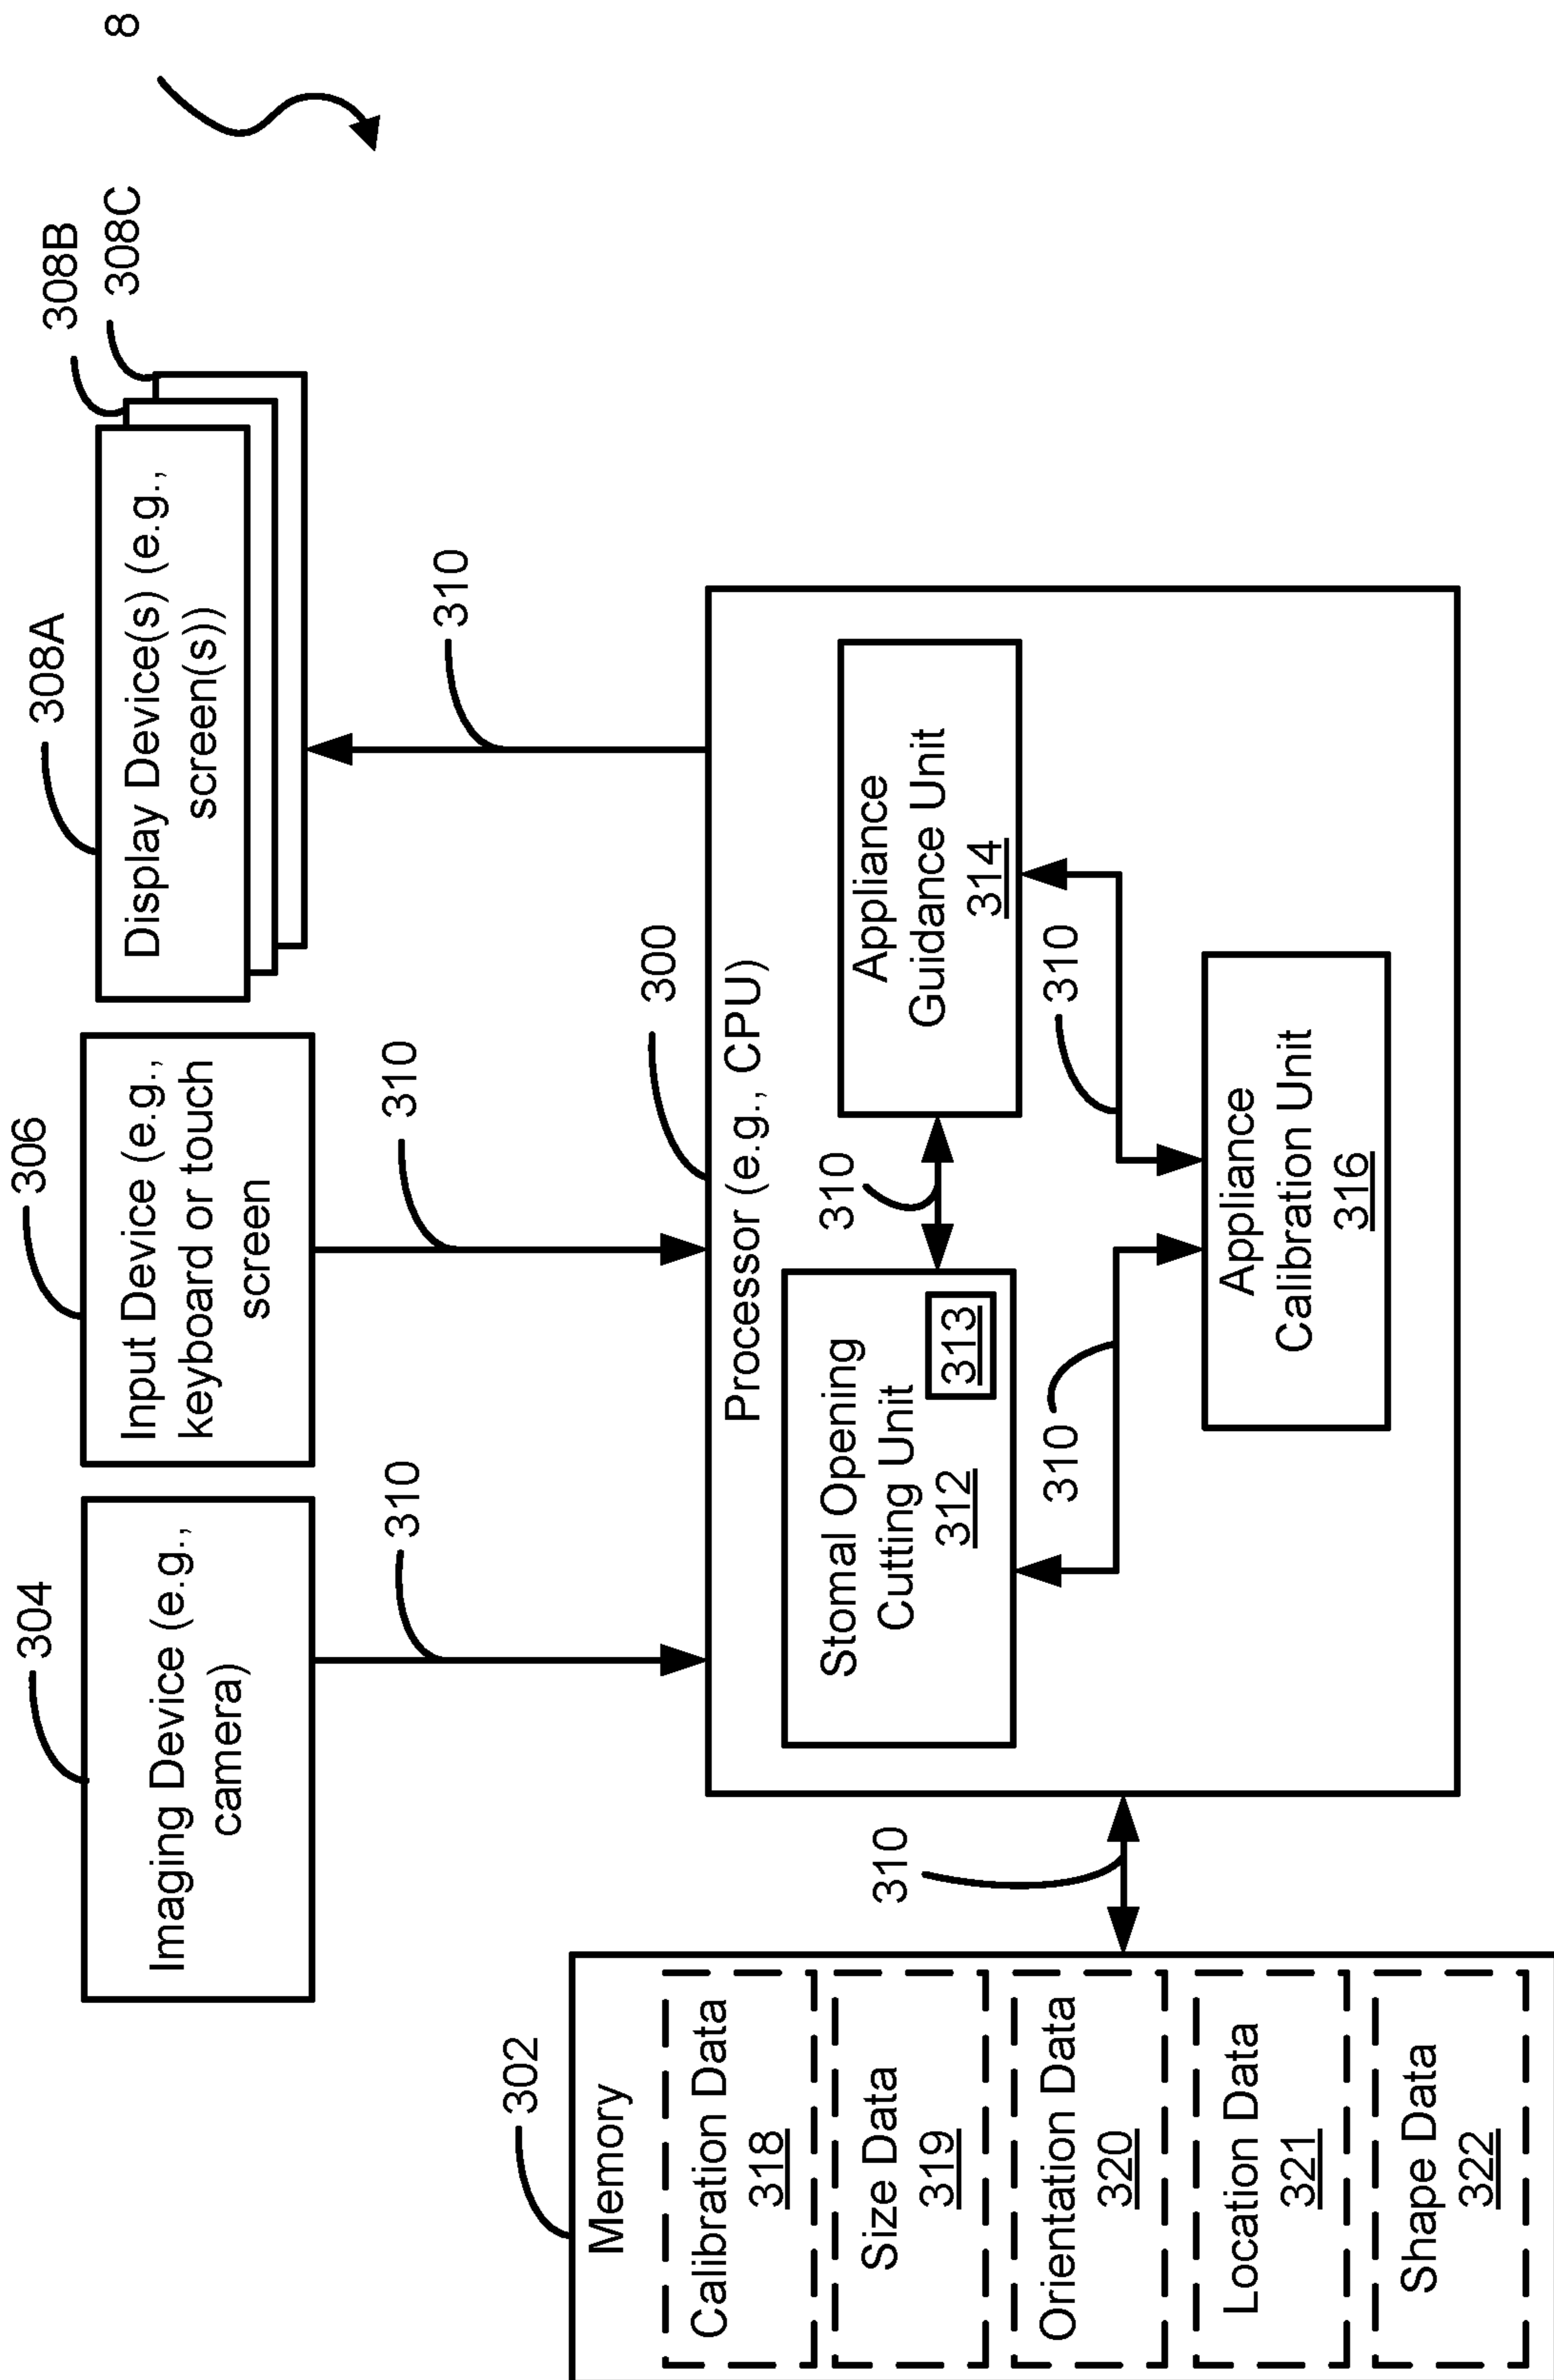 8
304
Imaging Device (e.g.,
camera)
306
Input Device (e.g.,
keyboard or touch
screen
308A
308B
308C
Display Device(s) (e.g.,
screen(s))
310
310
310
302
Memory
Calibration Data
318
Size Data
319
Orientation Data
320
Location Data
321
Shape Data
322
310
300
Processor (e.g., CPU)
Stomal Opening
Cutting Unit
312
313
310
Appliance
Guidance Unit
314
310
310
Appliance
Calibration Unit
316